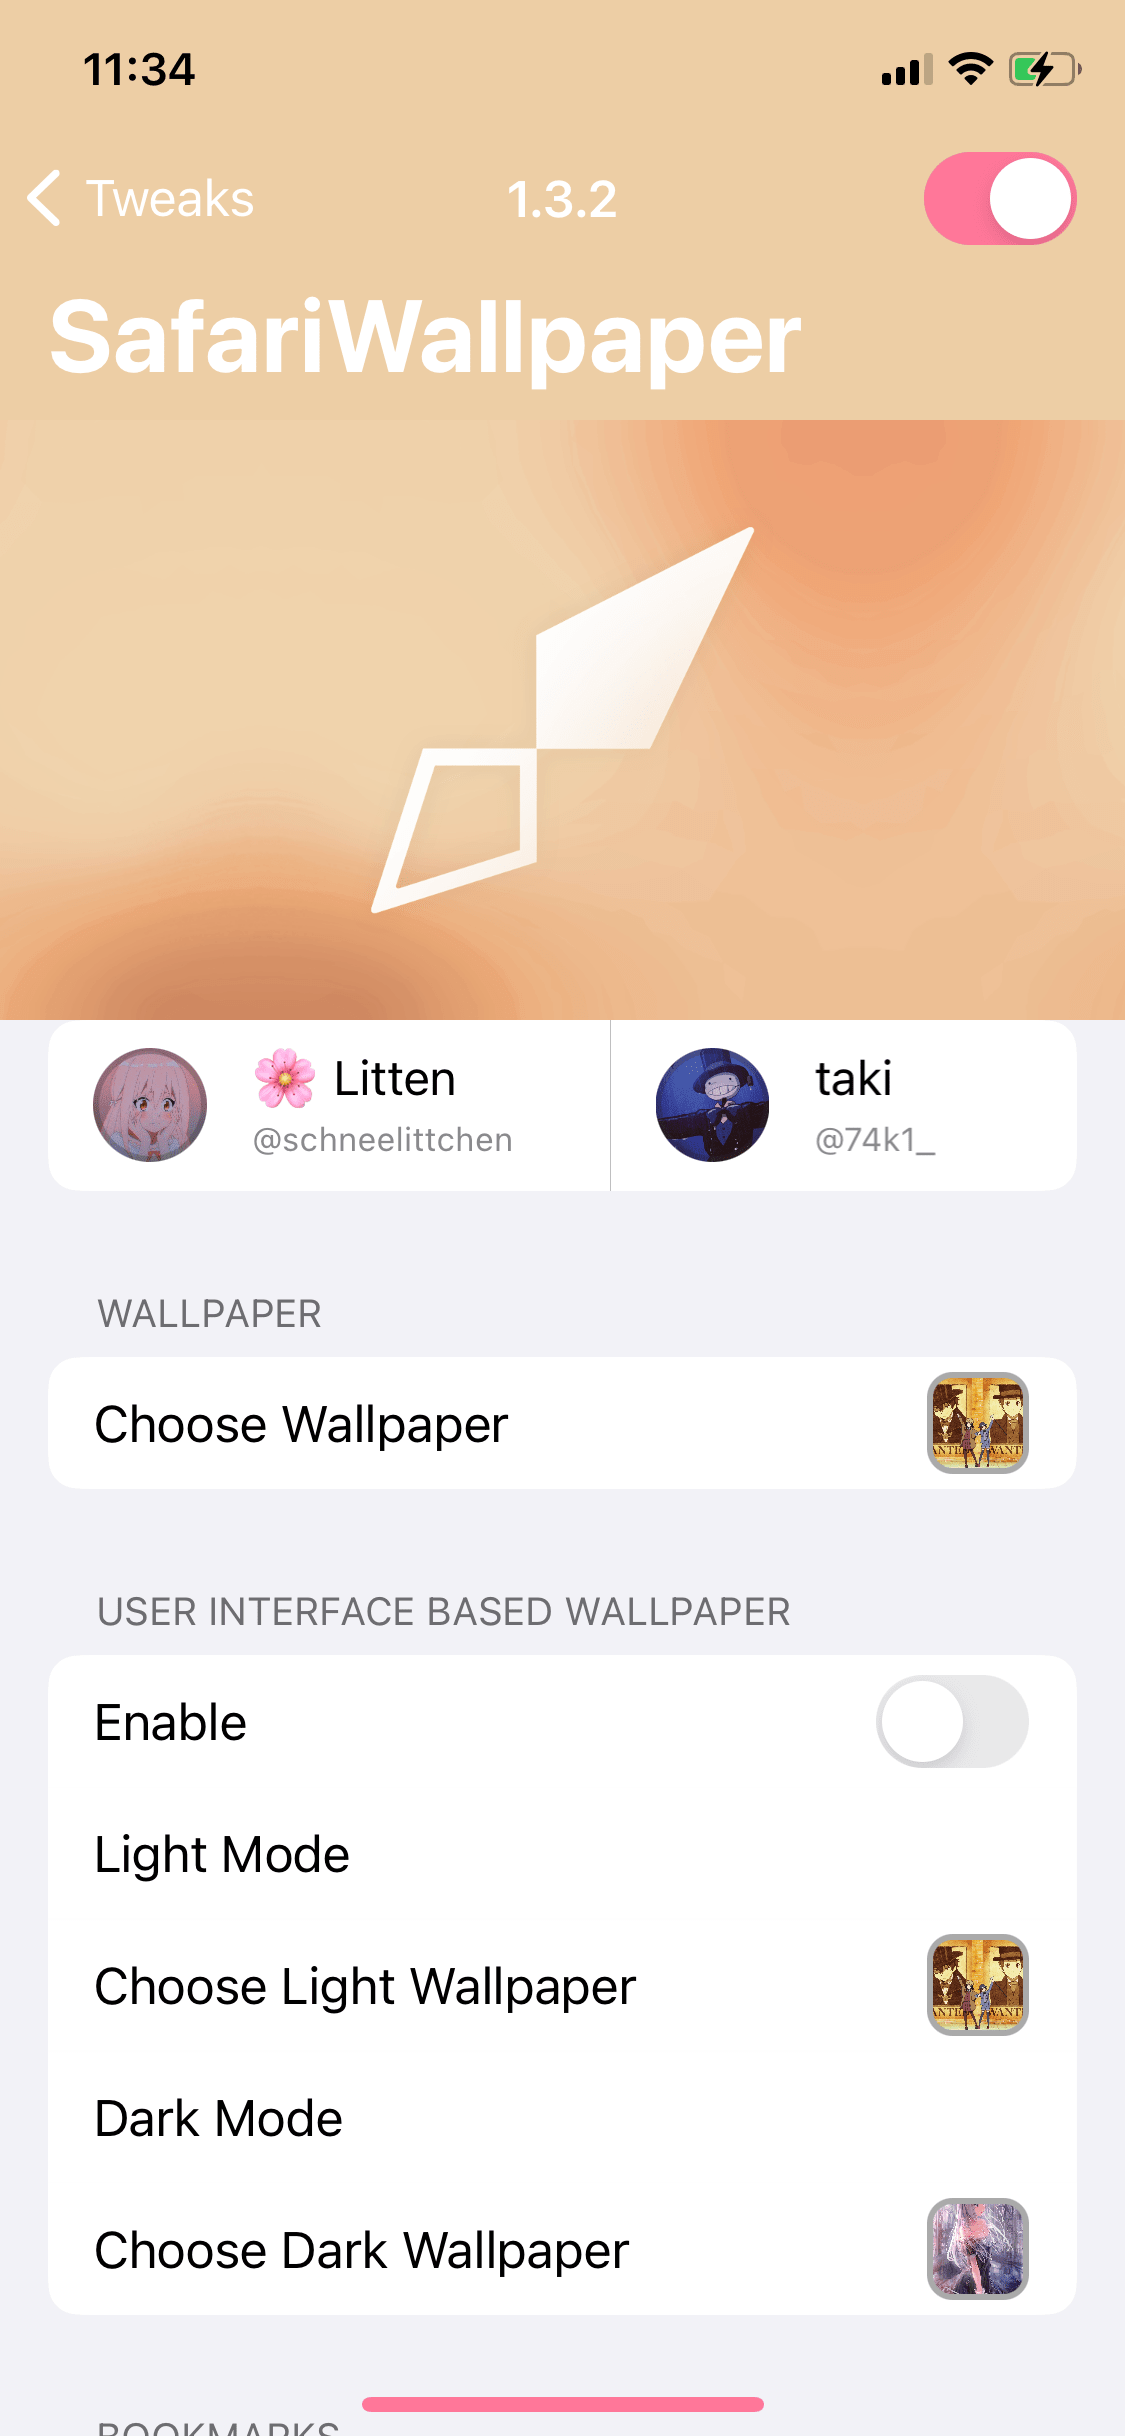 11:34
Tweaks
1.3.2
SafariWallpaper
🌸 Litten
@schneelittchen
taki
@74k1_
WALLPAPER
Choose Wallpaper
USER INTERFACE BASED WALLPAPER
Enable
Light Mode
Choose Light Wallpaper
Dark Mode
Choose Dark Wallpaper
BOOKMARKS